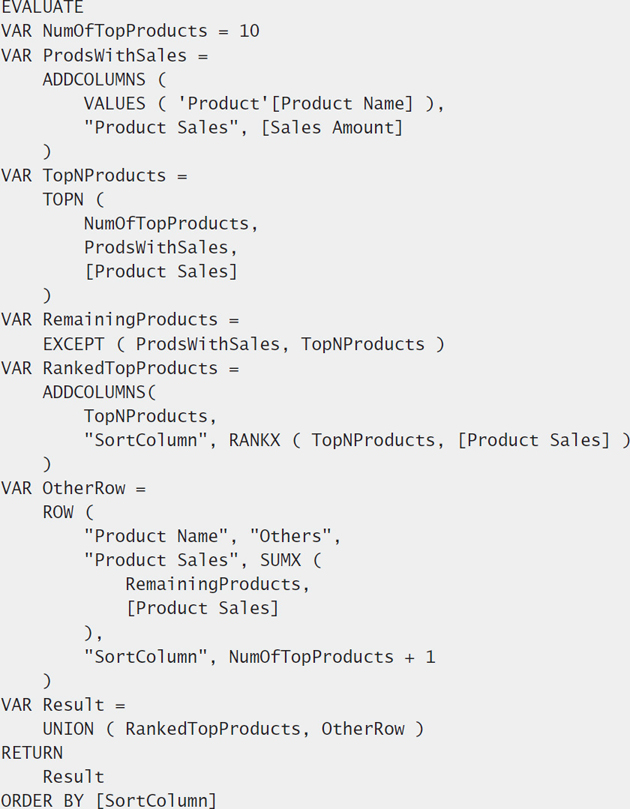 EVALUATE
VAR NumOfTopProducts = 10
VAR ProdsWithSales =
    ADDCOLUMNS (
        VALUES ( 'Product'[Product Name] ),
        "Product Sales", [Sales Amount]
    )
VAR TopNProducts =
    TOPN (
        NumOfTopProducts,
        ProdsWithSales,
        [Product Sales]
    )
VAR RemainingProducts =
    EXCEPT ( ProdsWithSales, TopNProducts )
VAR RankedTopProducts =
    ADDCOLUMNS(
        TopNProducts,
        "SortColumn", RANKX ( TopNProducts, [Product Sales] )
    )
VAR OtherRow =
    ROW (
        "Product Name", "Others",
        "Product Sales", SUMX (
            RemainingProducts,
            [Product Sales]
        ),
        "SortColumn", NumOfTopProducts + 1
    )
VAR Result =
    UNION ( RankedTopProducts, OtherRow )
RETURN
    Result
ORDER BY [SortColumn]